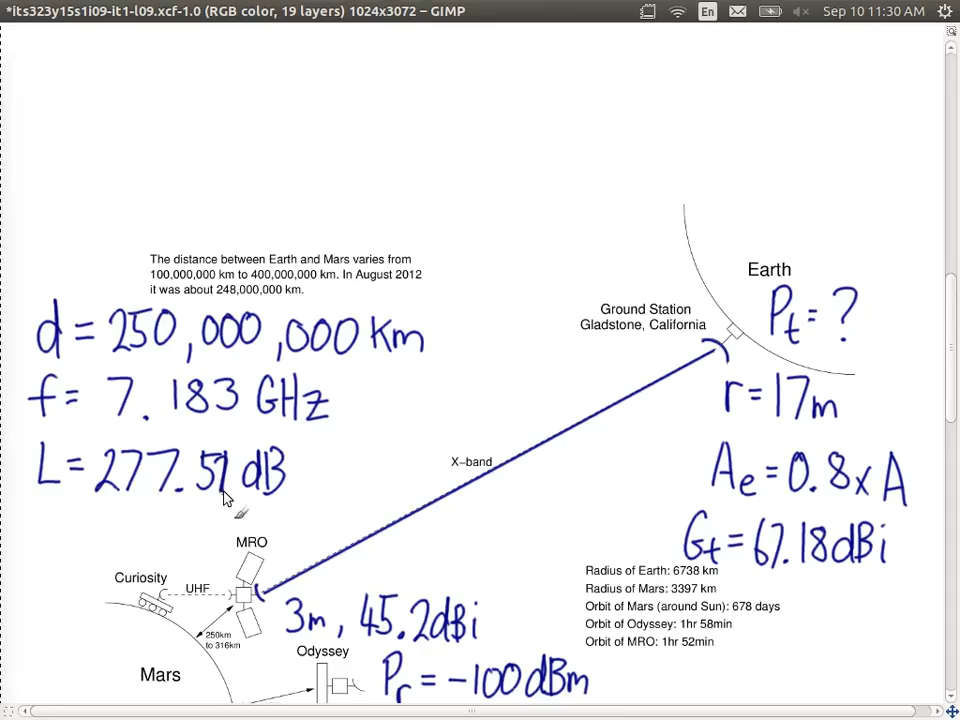 *its323y15s1i09-it1-l09.xcf-1.0 (RGB color, 19 layers) 1024x3072 – GIMP
En
Sep 10 11:30 AM
The distance between Earth and Mars varies from
100,000,000 km to 400,000,000 km. In August 2012
it was about 248,000,000 km.
d = 250,000,000 Km
f = 7.183 GHz
L = 277.51 dB
Earth
Ground Station
Gladstone, California
Pt = ?
r = 17m
Ae = 0.8 x A
Gt = 67.18 dBi
X–band
MRO
Curiosity
UHF
250km
to 316km
3m, 45.2 dBi
Odyssey
Pr = -100 dBm
Mars
Radius of Earth: 6738 km
Radius of Mars: 3397 km
Orbit of Mars (around Sun): 678 days
Orbit of Odyssey: 1hr 58min
Orbit of MRO: 1hr 52min